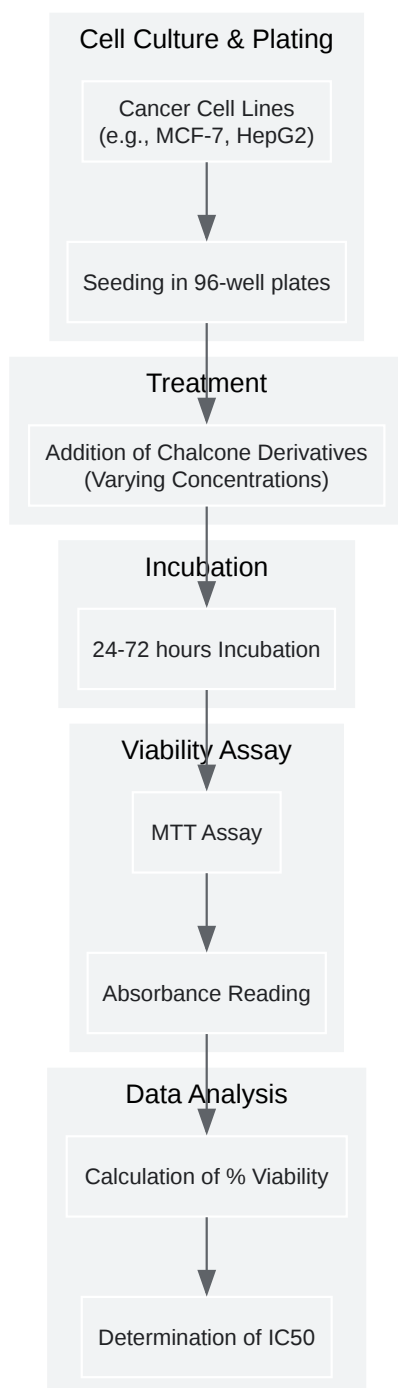 Cell Culture & Plating
Cancer Cell Lines
(e.g., MCF-7, HepG2)
Seeding in 96-well plates
Treatment
Addition of Chalcone Derivatives
(Varying Concentrations)
Incubation
24-72 hours Incubation
Viability Assay
MTT Assay
Absorbance Reading
Data Analysis
Calculation of % Viability
Determination of IC50